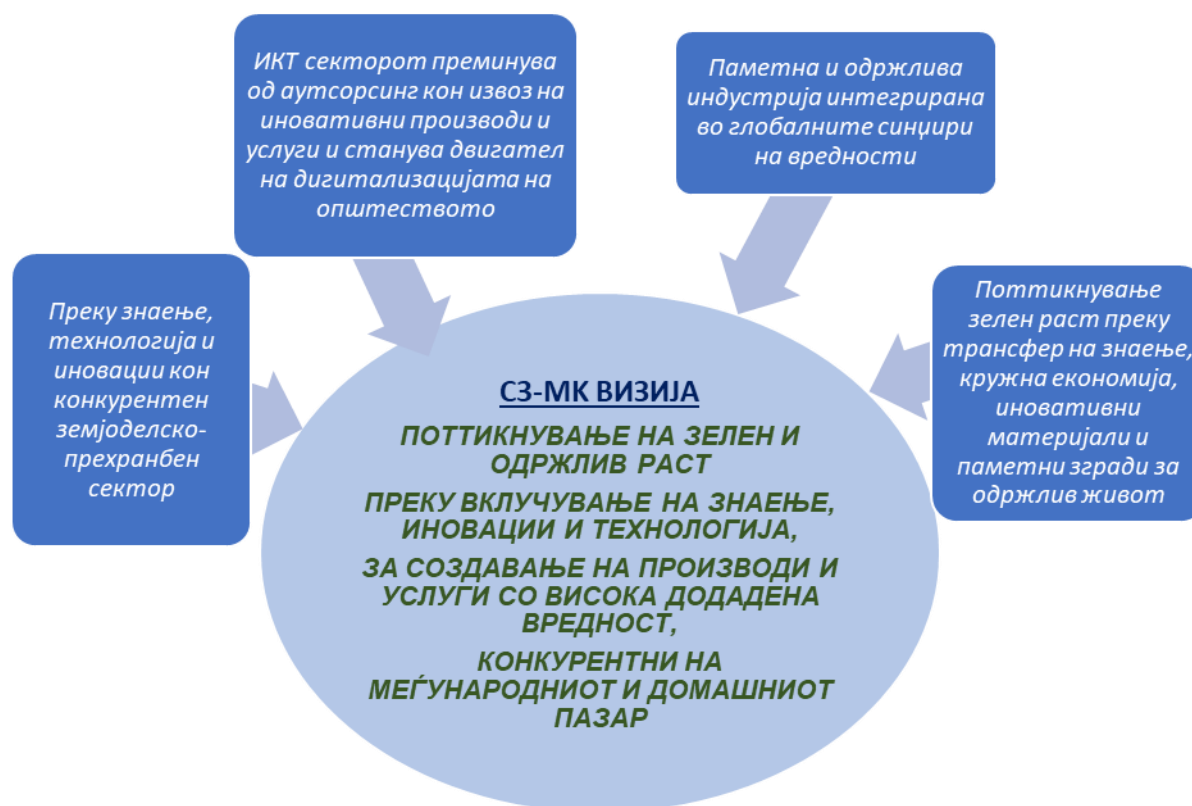 ИКТ секторот преминува
од аутсорсинг кон извоз на
иновативни производи и
услуги и станува двигател
на дигитализацијата на
општеството
Паметна и одржлива
индустрија интегрирана
во глобалните синџири
на вредности
Преку знаење,
технологија и
иновации кон
конкурентен
земјоделско-
прехранбен
сектор
Поттикнување
зелен раст преку
трансфер на знаење,
кружна економија,
иновативни
материјали и
паметни згради за
одржлив живот
СЗ-МК ВИЗИЈА
ПОТТИКНУВАЊЕ НА ЗЕЛЕН И
ОДРЖЛИВ РАСТ
ПРЕКУ ВКЛУЧУВАЊЕ НА ЗНАЕЊЕ,
ИНОВАЦИИ И ТЕХНОЛОГИЈА,
ЗА СОЗДАВАЊЕ НА ПРОИЗВОДИ И
УСЛУГИ СО ВИСОКА ДОДАДЕНА
ВРЕДНОСТ,
КОНКУРЕНТНИ НА
МЕЃУНАРОДНИОТ И ДОМАШНИОТ
ПАЗАР